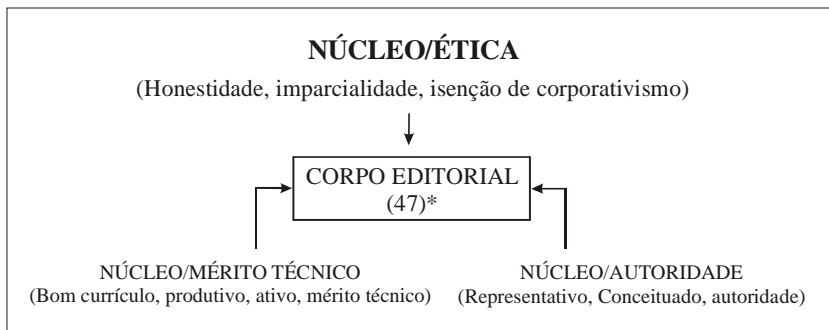 NÚCLEO/ÉTICA
(Honestidade, imparcialidade, isenção de corporativismo)
CORPO EDITORIAL
(47)*
NÚCLEO/MÉRITO TÉCNICO
(Bom currículo, produtivo, ativo, mérito técnico)
NÚCLEO/AUTORIDADE
(Representativo, Conceituado, autoridade)